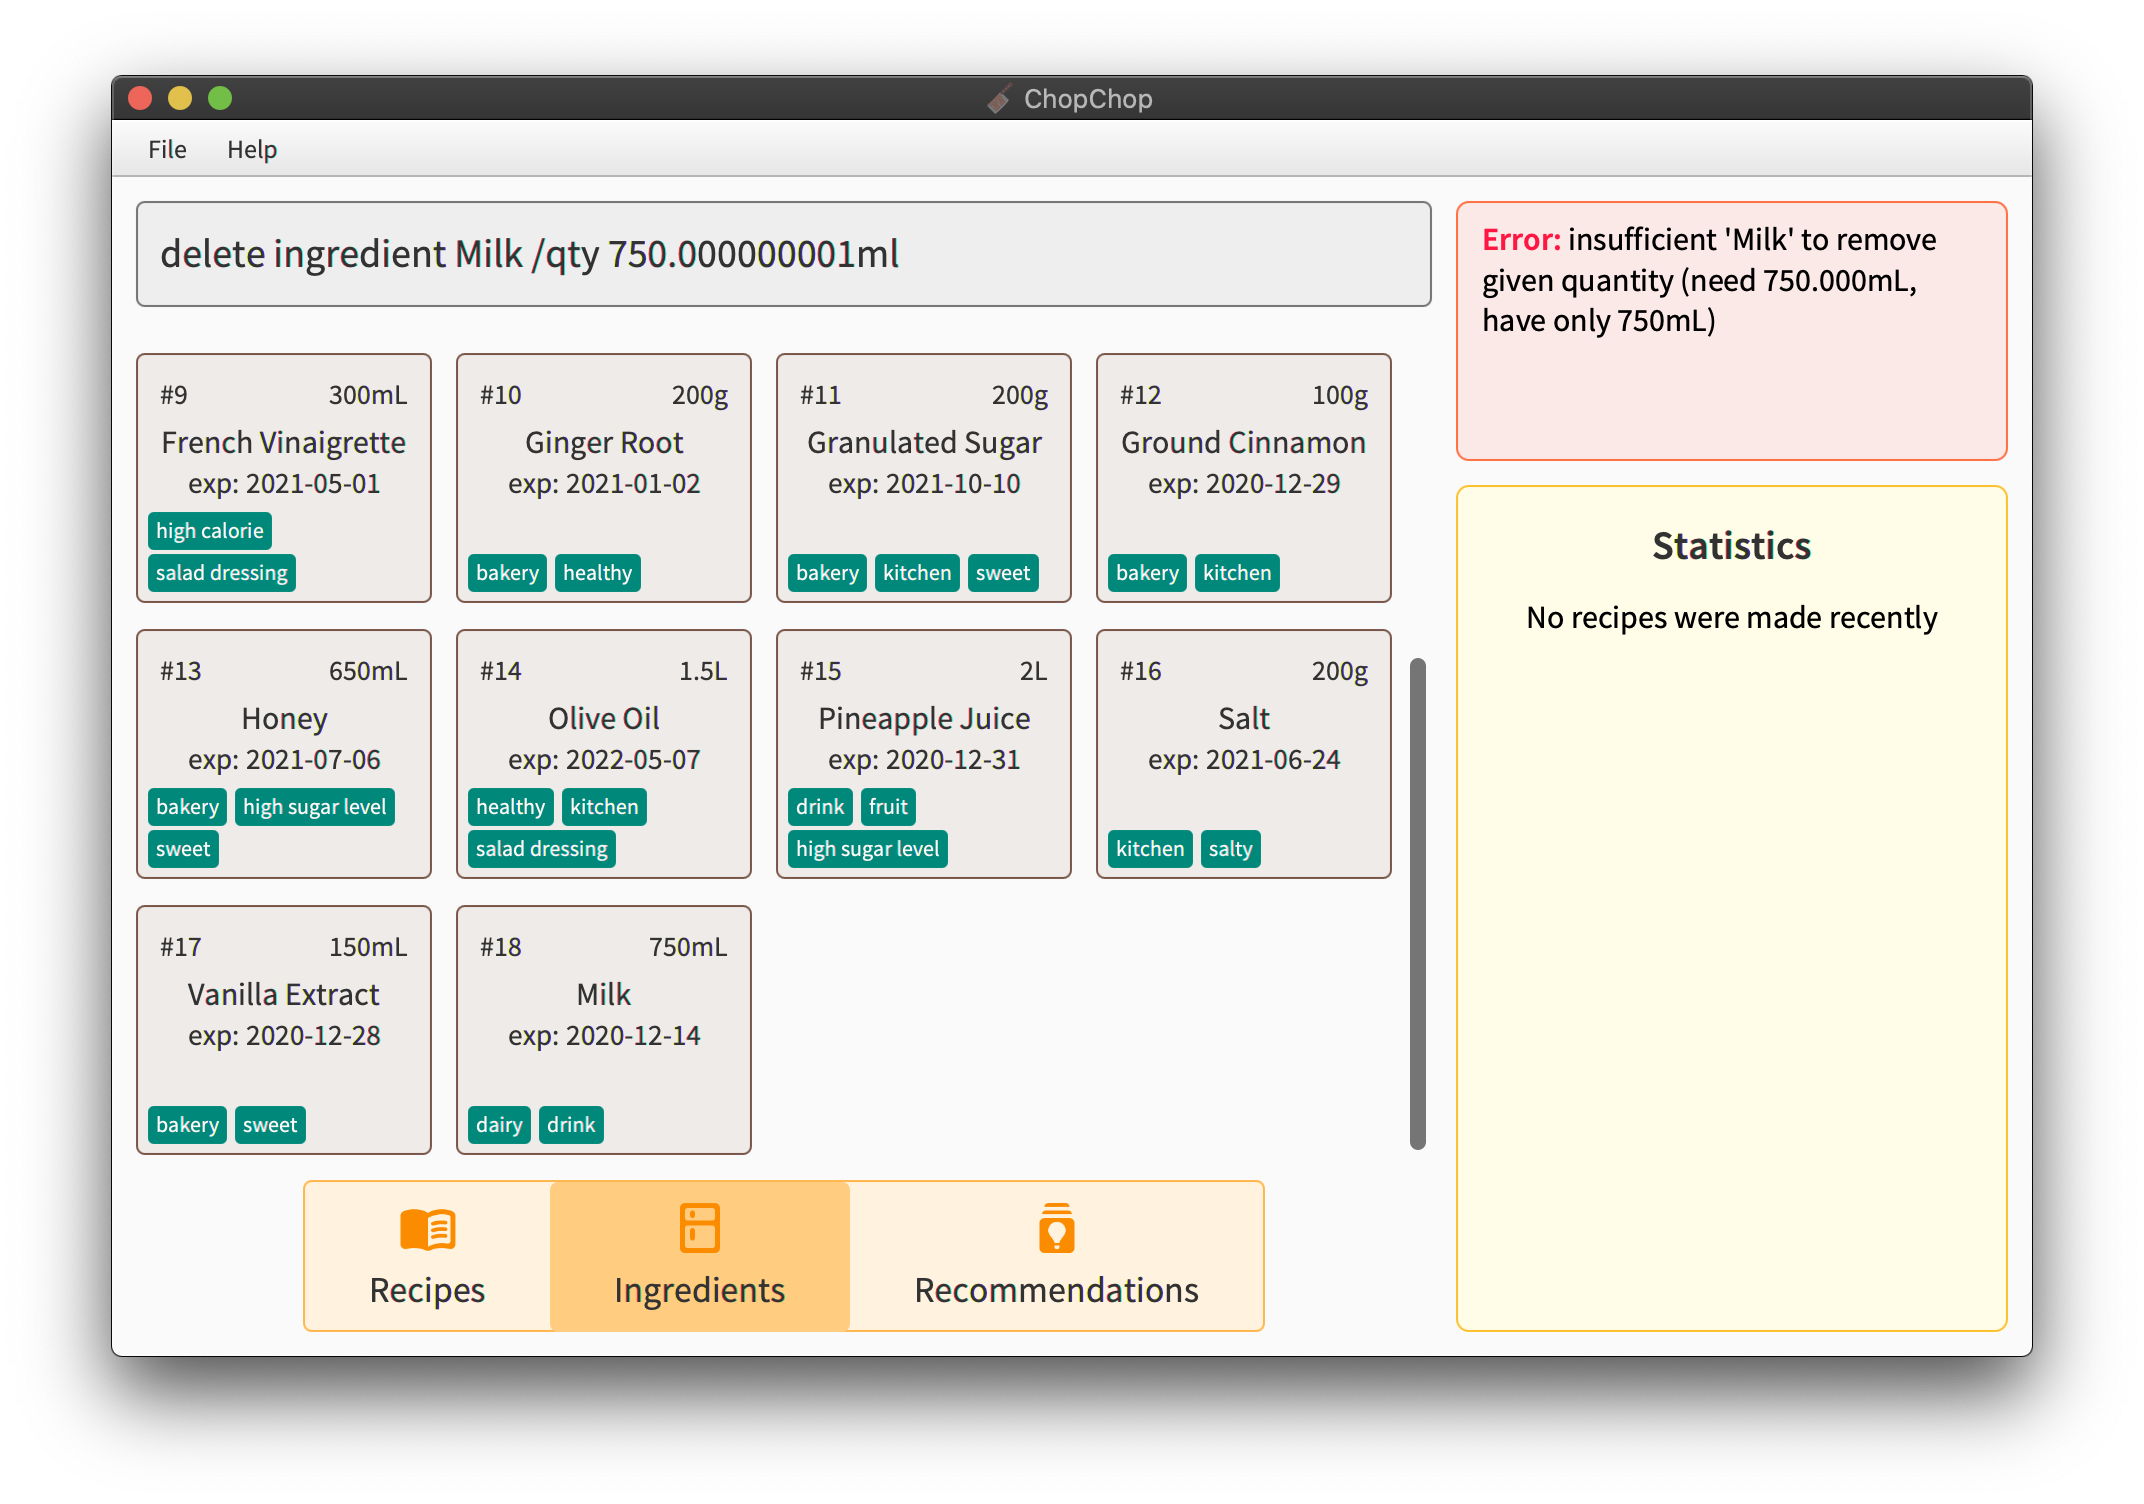 ChopChop
File Help
delete ingredient Milk /qty 750.000000001ml
Error: insufficient 'Milk' to remove
given quantity (need 750.000mL,
have only 750mL)
#9 300mL
French Vinaigrette
exp: 2021-05-01
high calorie
salad dressing
#10 200g
Ginger Root
exp: 2021-01-02
bakery healthy
#11 200g
Granulated Sugar
exp: 2021-10-10
bakery kitchen sweet
#12 100g
Ground Cinnamon
exp: 2020-12-29
bakery kitchen
#13 650mL
Honey
exp: 2021-07-06
bakery high sugar level
sweet
#14 1.5L
Olive Oil
exp: 2022-05-07
healthy kitchen
salad dressing
#15 2L
Pineapple Juice
exp: 2020-12-31
drink fruit
high sugar level
#16 200g
Salt
exp: 2021-06-24
kitchen salty
#17 150mL
Vanilla Extract
exp: 2020-12-28
bakery sweet
#18 750mL
Milk
exp: 2020-12-14
dairy drink
Statistics
No recipes were made recently
Recipes
Ingredients
Recommendations